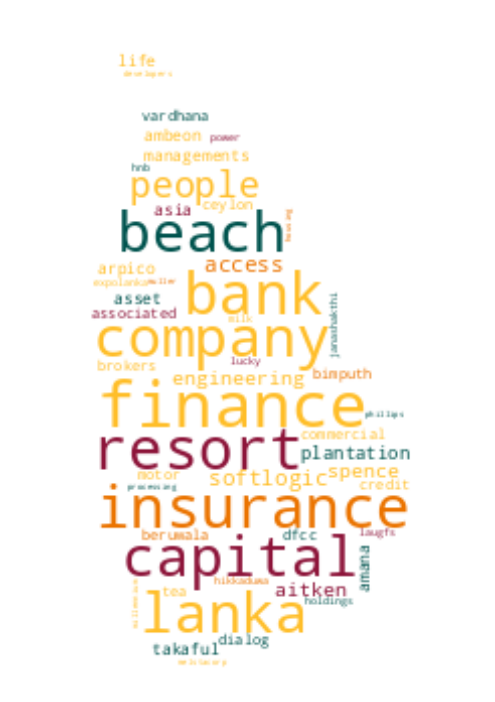 life
developers
vardhana
ambeon power
managements
hnb
people
asia ceylon
beach housing
access
arpico
expolanka muller
asset bank
associated milk janashakthi
company
lucky
brokers
engineering bimputh
finance phillips
resort commercial
plantation
motor softlogic spence
processing credit
insurance
berumala dfcc laugfs
capital amana
hikkaduwa
tea aitken
holdings
lanka
dialog
takaful